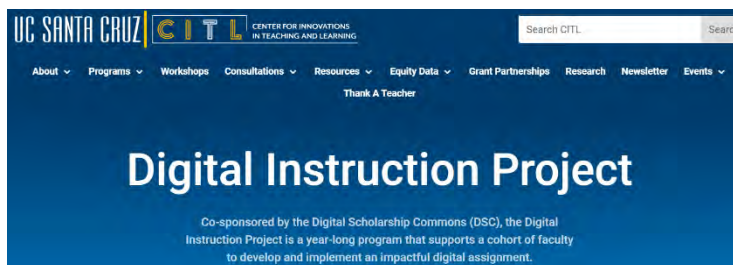 UC SANTA CRUZ CITL CENTER FOR INNOVATIONS
IN TEACHING AND LEARNING
Search CITL
About Programs Workshops Consultations Resources Equity Data Grant Partnerships Research Newsletter Events
Thank A Teacher
Digital Instruction Project
Co-sponsored by the Digital Scholarship Commons (DSC), the Digital
Instruction Project is a year-long program that supports a cohort of faculty
to develop and implement an impactful digital assignment.